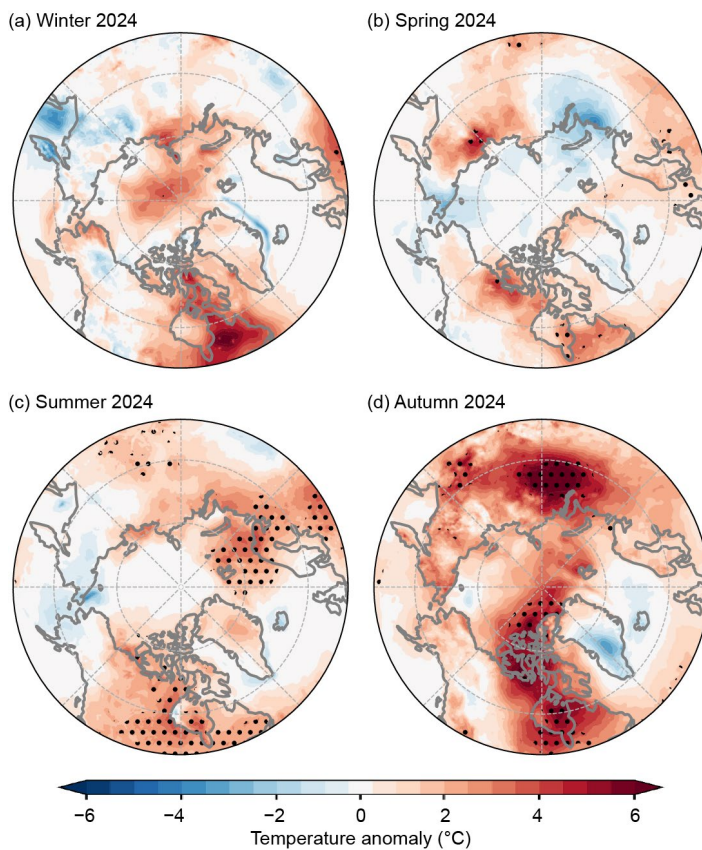 (a) Winter 2024
(b) Spring 2024
(c) Summer 2024
(d) Autumn 2024
−6 −4 −2 0 2 4 6
Temperature anomaly (°C)